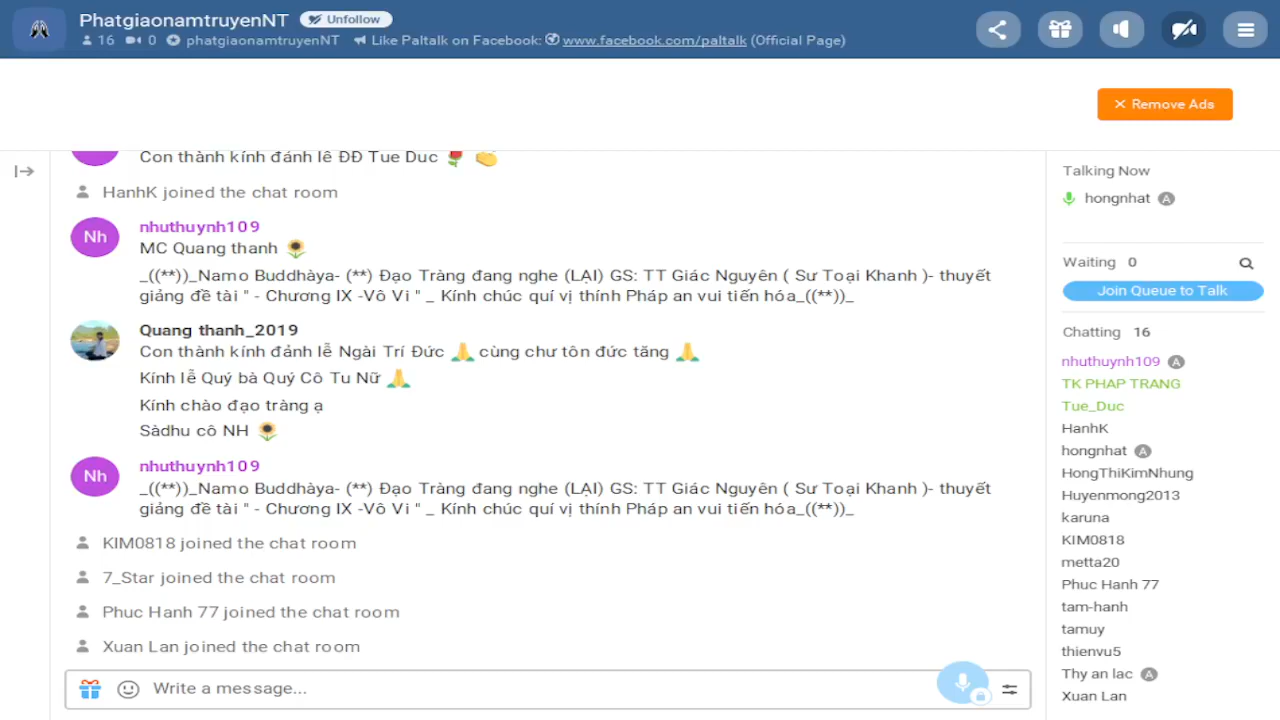 PhatgiaonamtruyenNT Unfollow
16 0 phatgiaonamtruyenNT Like Paltalk on Facebook: www.facebook.com/paltalk (Official Page)
Remove Ads
Con thành kính đánh lê ĐĐ Tue Duc
HanhK joined the chat room
Nh
nhuthuynh109
MC Quang thanh
_((**))_Namo Buddhàya- (**) Đạo Tràng đang nghe (LẠI) GS: TT Giác Nguyên ( Sư Toại Khanh )- thuyết
giảng đề tài " - Chương IX -Vô Vi " _ Kính chúc quí vị thính Pháp an vui tiến hóa_((**))_
Quang thanh_2019
Con thành kính đảnh lễ Ngài Trí Đức cùng chư tôn đức tăng
Kính lễ Quý bà Quý Cô Tu Nữ
Kính chào đạo tràng ạ
Sàdhu cô NH
Nh
nhuthuynh109
_((**))_Namo Buddhàya- (**) Đạo Tràng đang nghe (LẠI) GS: TT Giác Nguyên ( Sư Toại Khanh )- thuyết
giảng đề tài " - Chương IX -Vô Vi " _ Kính chúc quí vị thính Pháp an vui tiến hóa_((**))_
KIM0818 joined the chat room
7_Star joined the chat room
Phuc Hanh 77 joined the chat room
Xuan Lan joined the chat room
Write a message...
Talking Now
hongnhat A
Waiting 0
Join Queue to Talk
Chatting 16
nhuthuynh109 A
TK PHAP TRANG
Tue_Duc
HanhK
hongnhat A
HongThiKimNhung
Huyenmong2013
karuna
KIM0818
metta20
Phuc Hanh 77
tam-hanh
tamuy
thienvu5
Thy an lac A
Xuan Lan